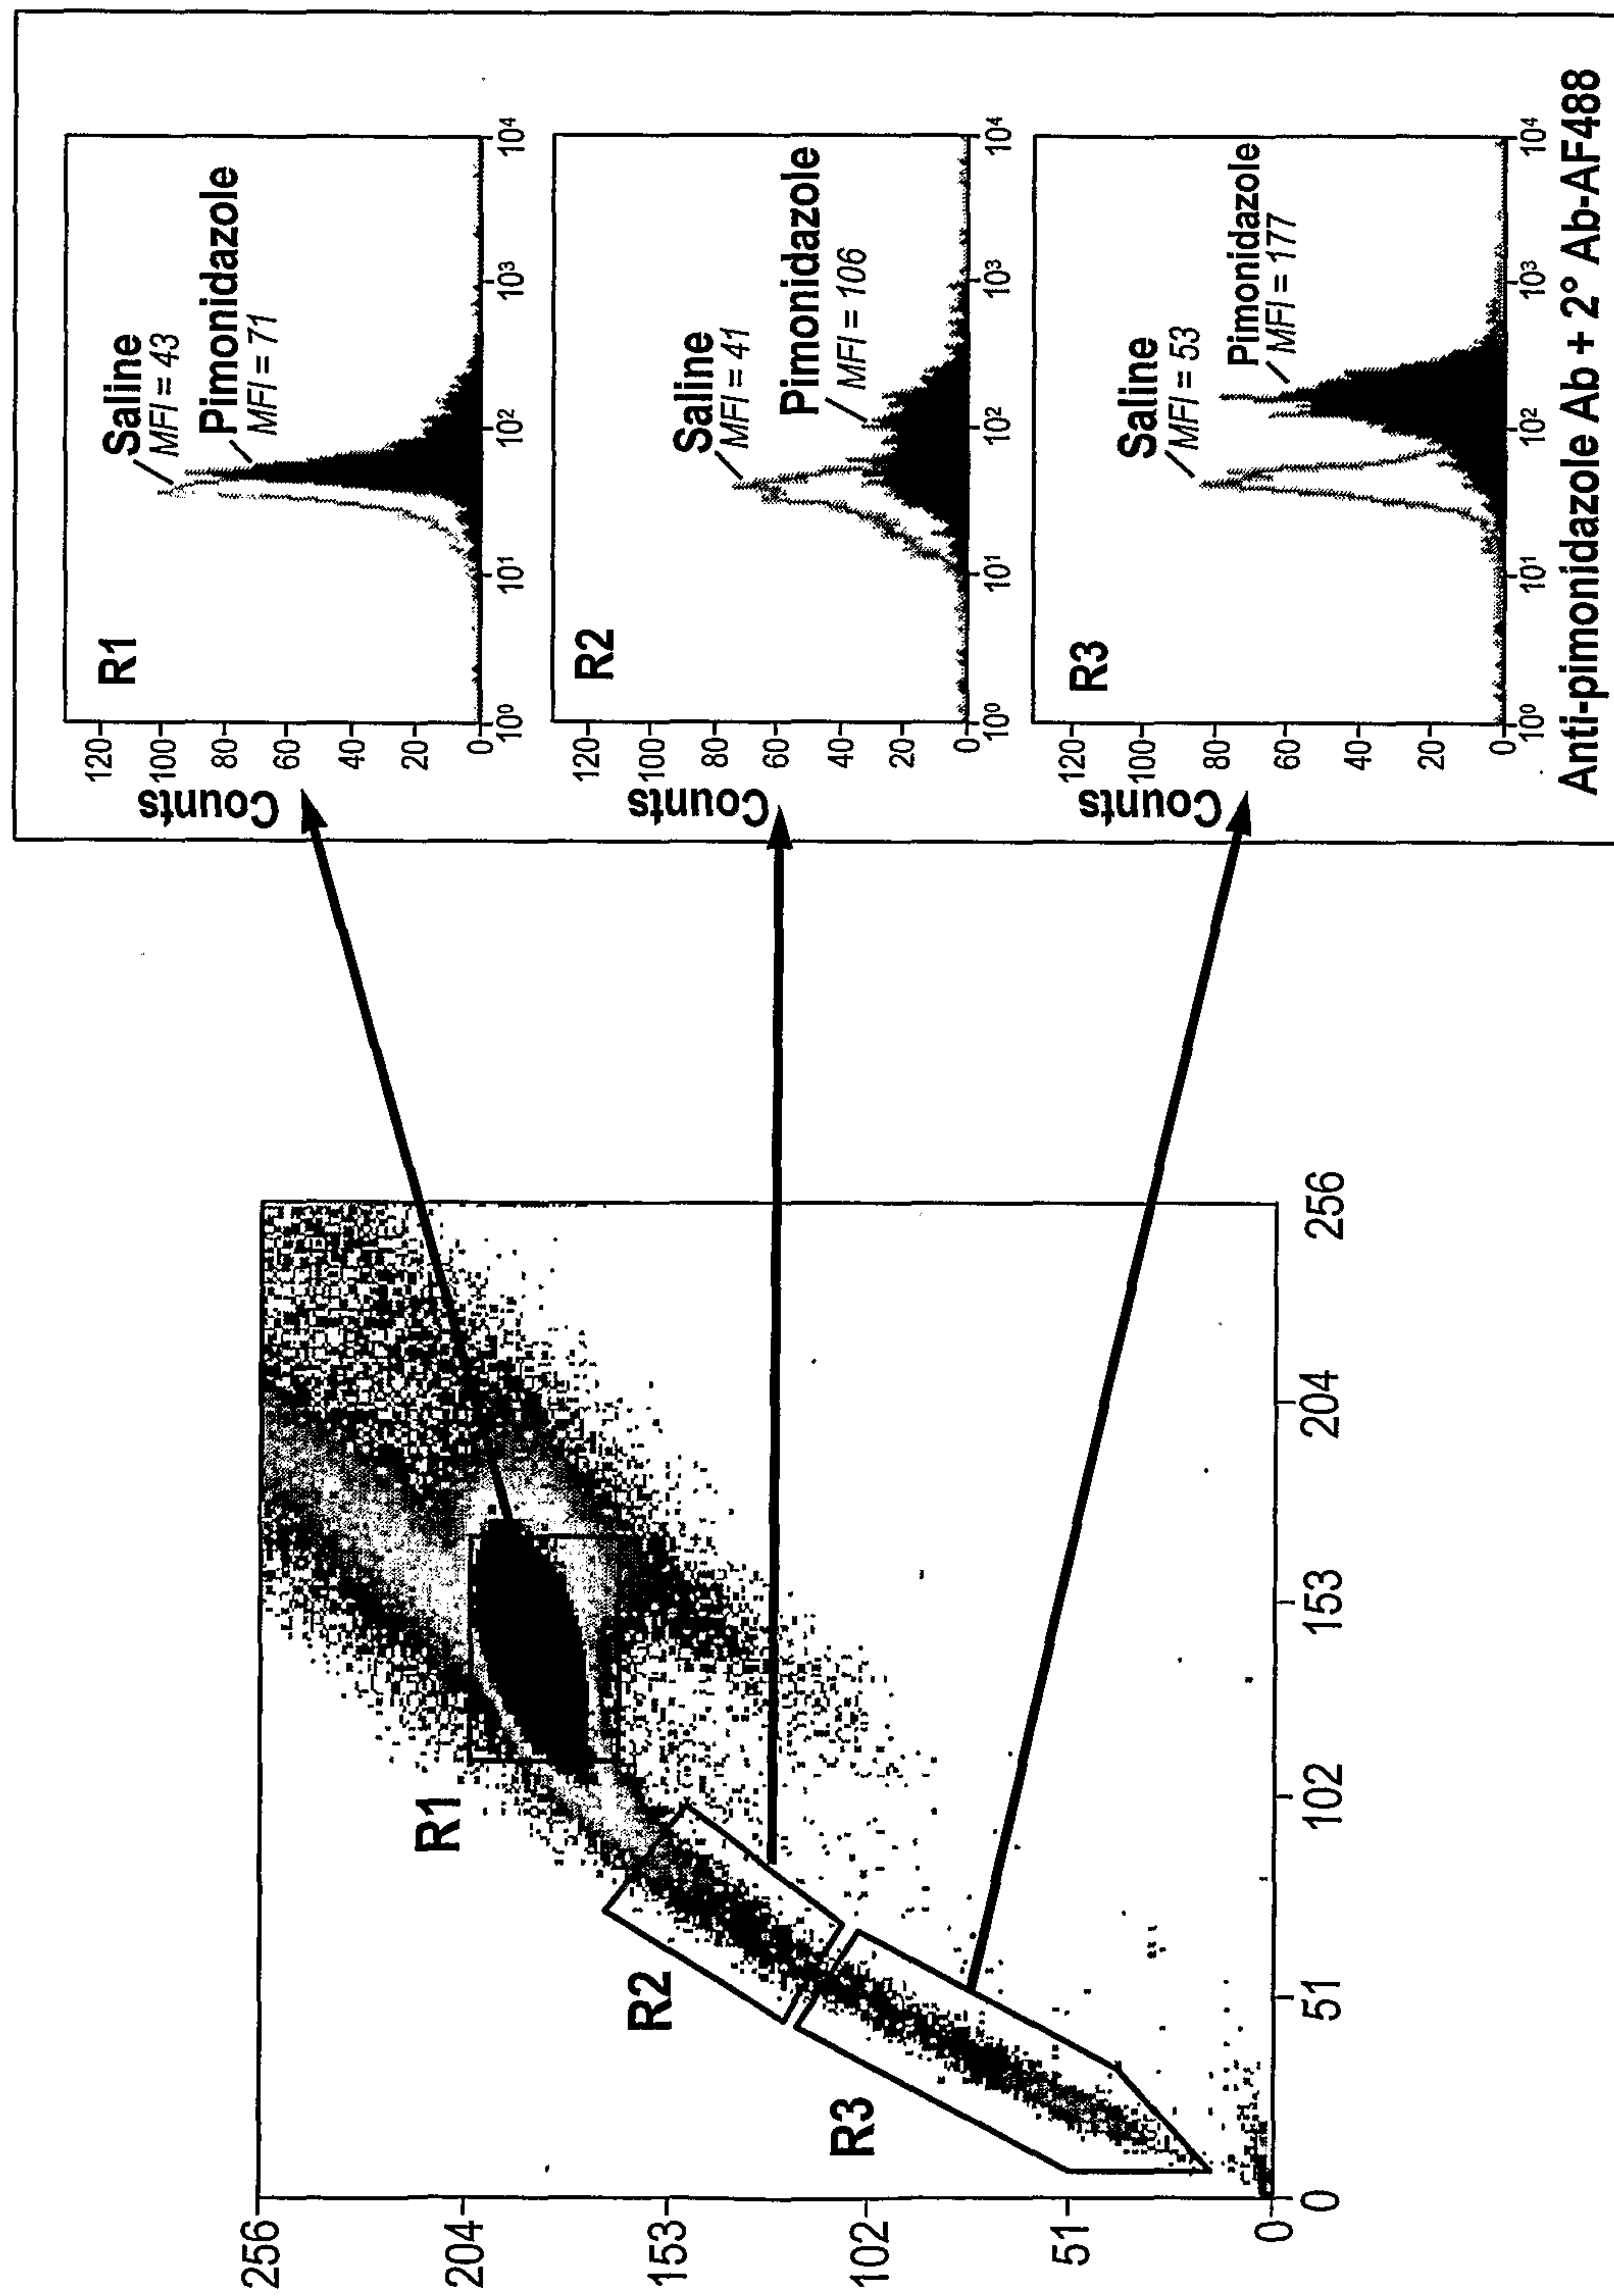 256
204
153
102
51
0
0
51
102
153
204
256
R1
R2
R3
R1
Counts
120
100
80
60
40
20
0
10⁰
10¹
10²
10³
10⁴
Saline
MFI = 43
Pimonidazole
MFI = 71
R2
Counts
120
100
80
60
40
20
0
10⁰
10¹
10²
10³
10⁴
Saline
MFI = 41
Pimonidazole
MFI = 106
R3
Counts
120
100
80
60
40
20
0
10⁰
10¹
10²
10³
10⁴
Saline
MFI = 53
Pimonidazole
MFI = 177
Anti-pimonidazole Ab + 2° Ab-AF488